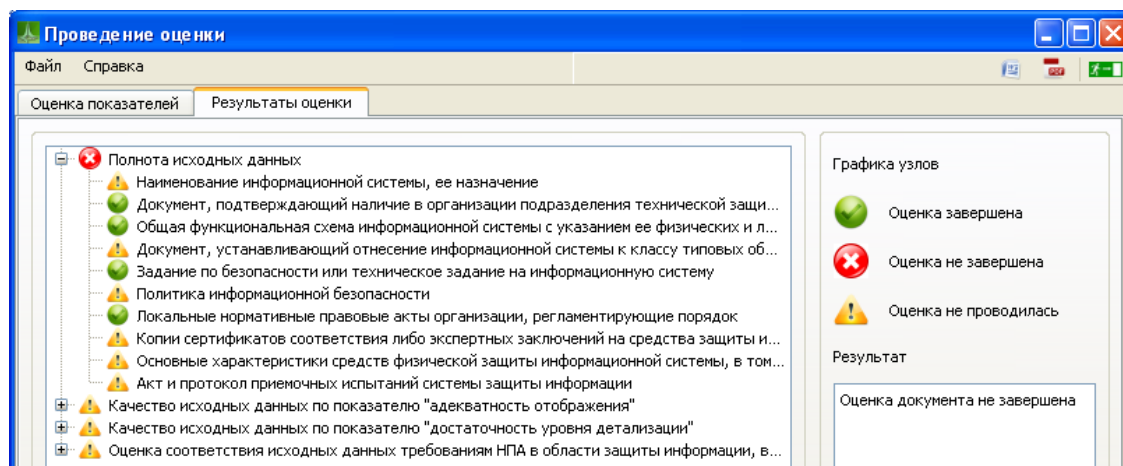 Проведение оценки
Файл Справка
Оценка показателей Результаты оценки
Полнота исходных данных
Наименование информационной системы, ее назначение
Документ, подтверждающий наличие в организации подразделения технической защи...
Общая функциональная схема информационной системы с указанием ее физических и л...
Документ, устанавливающий отнесение информационной системы к классу типовых об...
Задание по безопасности или техническое задание на информационную систему
Политика информационной безопасности
Локальные нормативные правовые акты организации, регламентирующие порядок
Копии сертификатов соответствия либо экспертных заключений на средства защиты и...
Основные характеристики средств физической защиты информационной системы, в том...
Акт и протокол приемочных испытаний системы защиты информации
Качество исходных данных по показателю "адекватность отображения"
Качество исходных данных по показателю "достаточность уровня детализации"
Оценка соответствия исходных данных требованиям НПА в области защиты информации, в...
Графика узлов
Оценка завершена
Оценка не завершена
Оценка не проводилась
Результат
Оценка документа не завершена